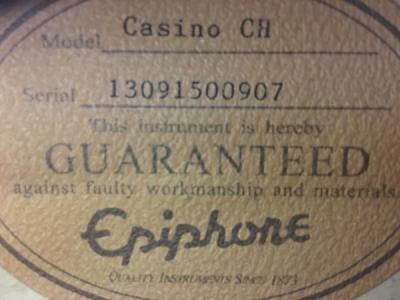 Model Casino CH
Serial 13091500907
This instrument is hereby
GUARANTEED
against faulty workmanship and materials
Epiphone
QUALITY INSTRUMENTS SINCE 1873